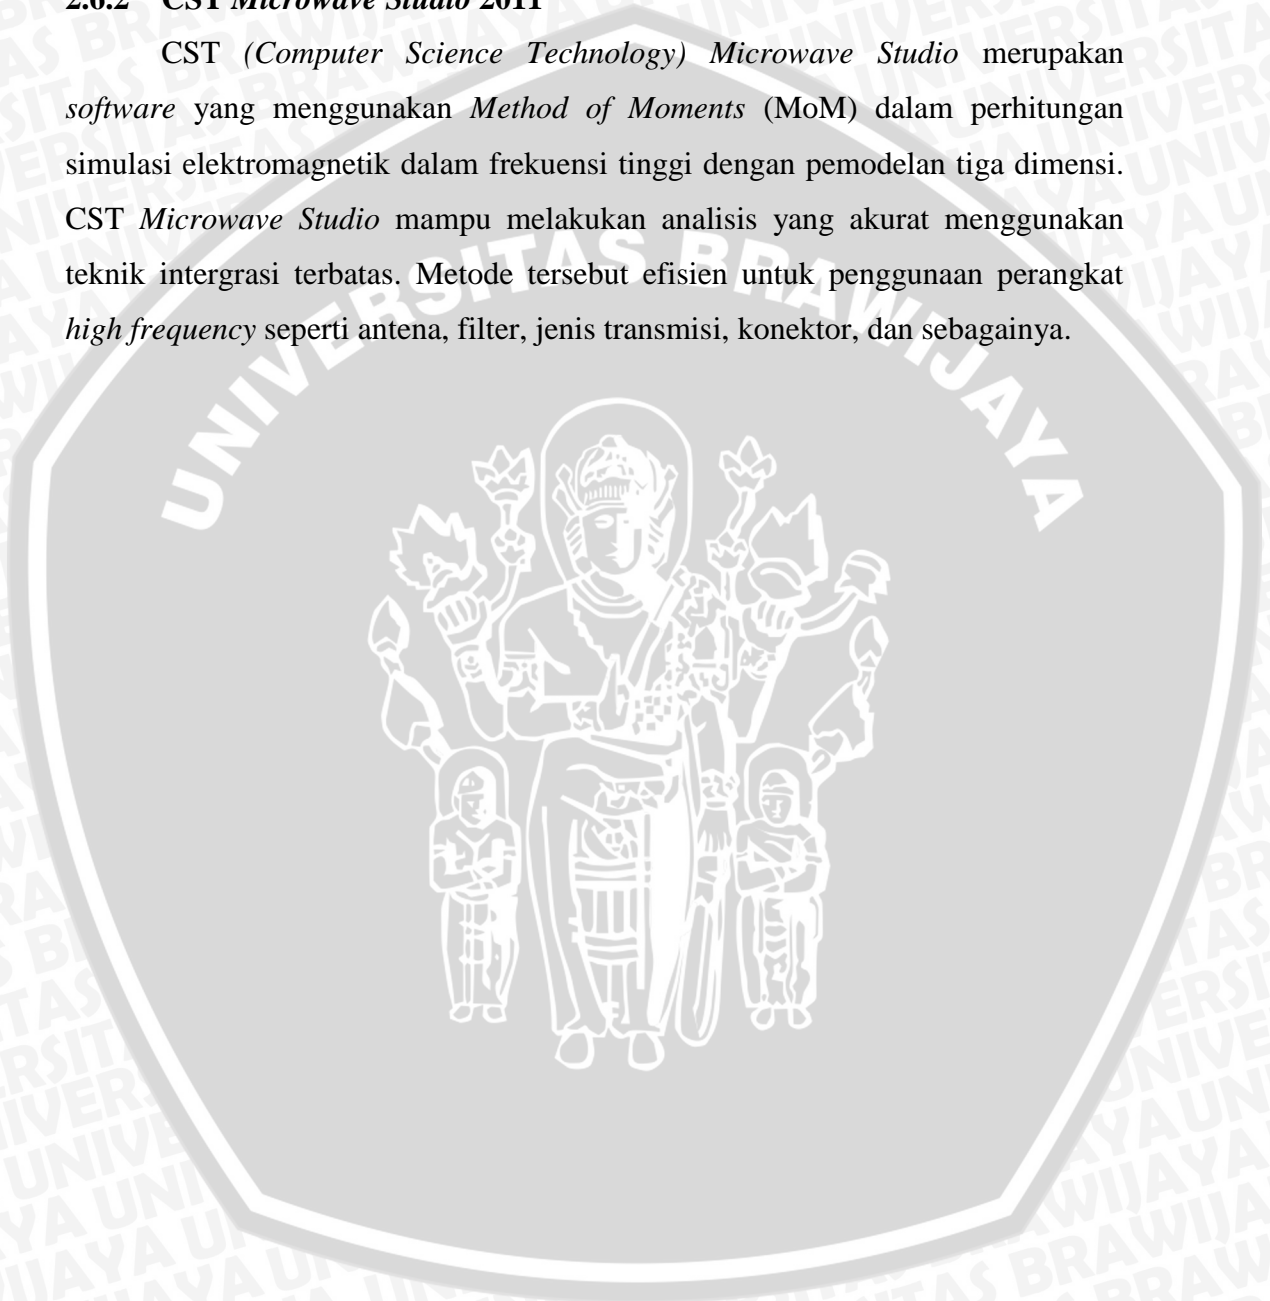 2.6.2 CST Microwave Studio 2011
CST (Computer Science Technology) Microwave Studio merupakan
software yang menggunakan Method of Moments (MoM) dalam perhitungan
simulasi elektromagnetik dalam frekuensi tinggi dengan pemodelan tiga dimensi.
CST Microwave Studio mampu melakukan analisis yang akurat menggunakan
teknik intergrasi terbatas. Metode tersebut efisien untuk penggunaan perangkat
high frequency seperti antena, filter, jenis transmisi, konektor, dan sebagainya.
UNIVERSITAS BRAWIJAYA